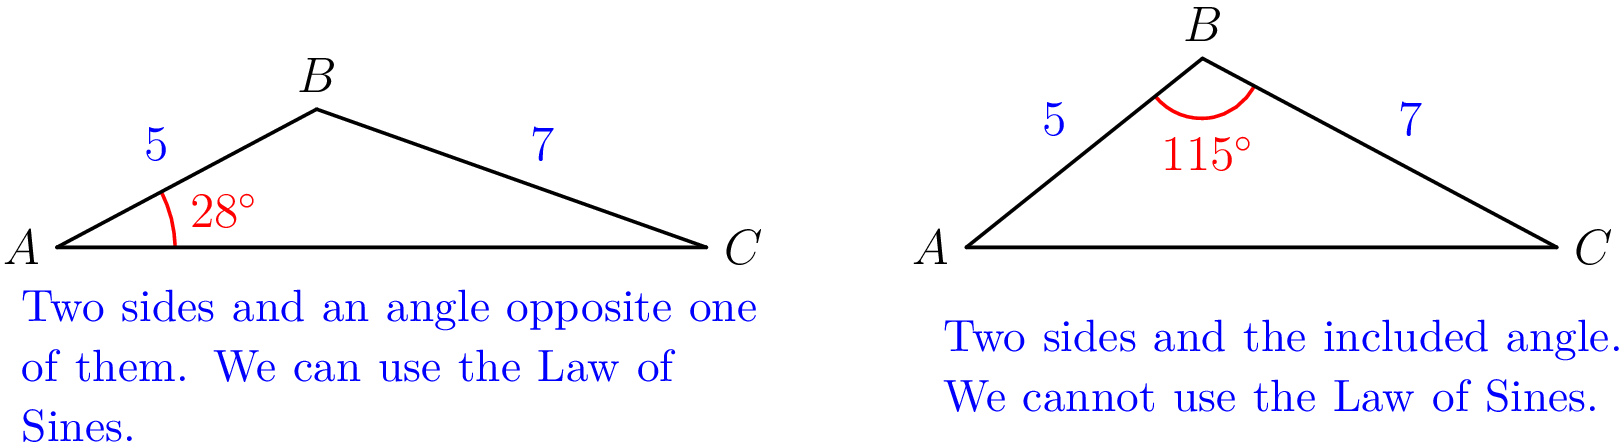 B
5
7
28°
A
C
Two sides and an angle opposite one
of them. We can use the Law of
Sines.
B
5
7
115°
A
C
Two sides and the included angle.
We cannot use the Law of Sines.